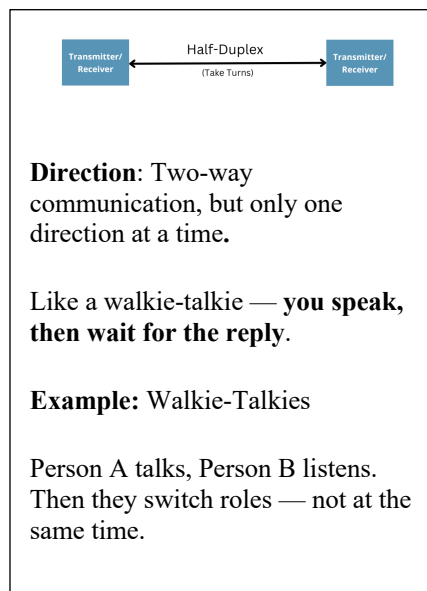 Half-Duplex
Transmitter/
Receiver
(Take Turns)
Transmitter/
Receiver
Direction: Two-way
communication, but only one
direction at a time.
Like a walkie-talkie — you speak,
then wait for the reply.
Example: Walkie-Talkies
Person A talks, Person B listens.
Then they switch roles — not at the
same time.